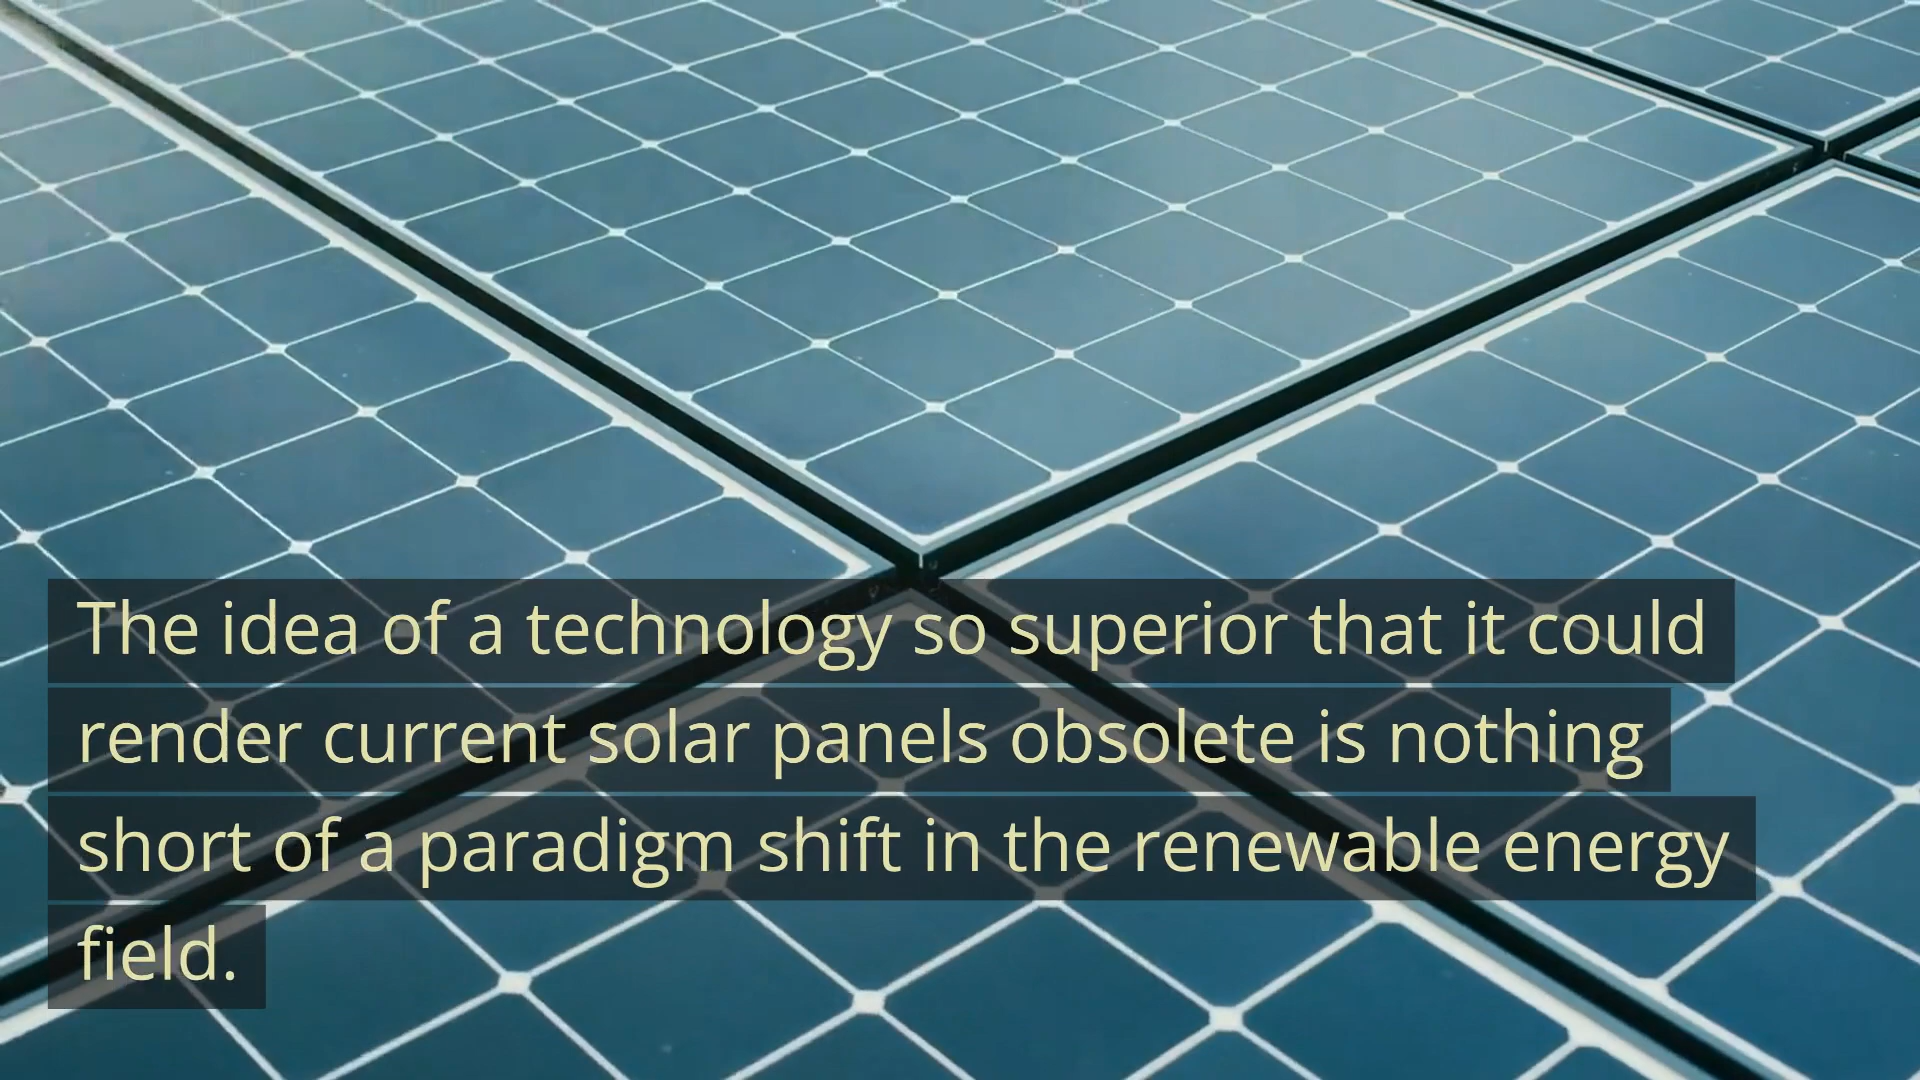 The idea of a technology so superior that it could
render current solar panels obsolete is nothing
short of a paradigm shift in the renewable energy
field.